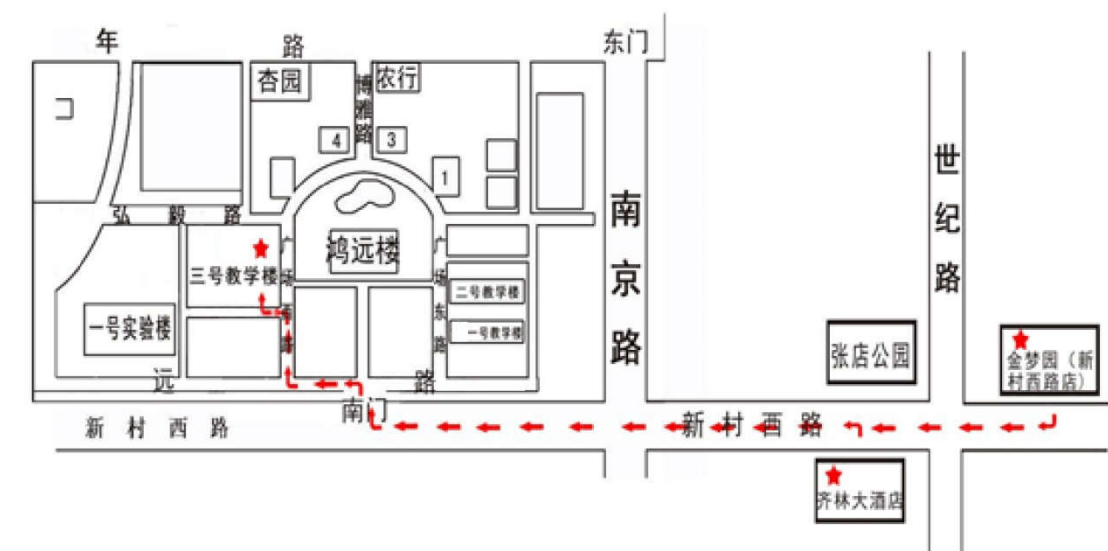 年
路
东门
杏园
博雅路
农行
4
3
1
世纪路
南京路
弘毅路
鸿远楼
广场西路
广场东路
三号教学楼
二号教学楼
一号实验楼
一号教学楼
张店公园
金梦园（新
村西路店）
远
路
南门
新村西路
新村西路
齐林大酒店